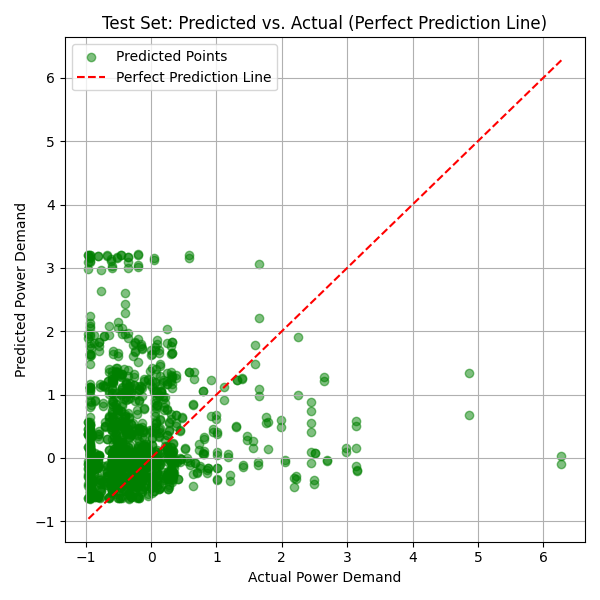 Test Set: Predicted vs. Actual (Perfect Prediction Line)
Predicted Points
Perfect Prediction Line
6
5
4
3
2
1
0
−1
Predicted Power Demand
−1 0 1 2 3 4 5 6
Actual Power Demand